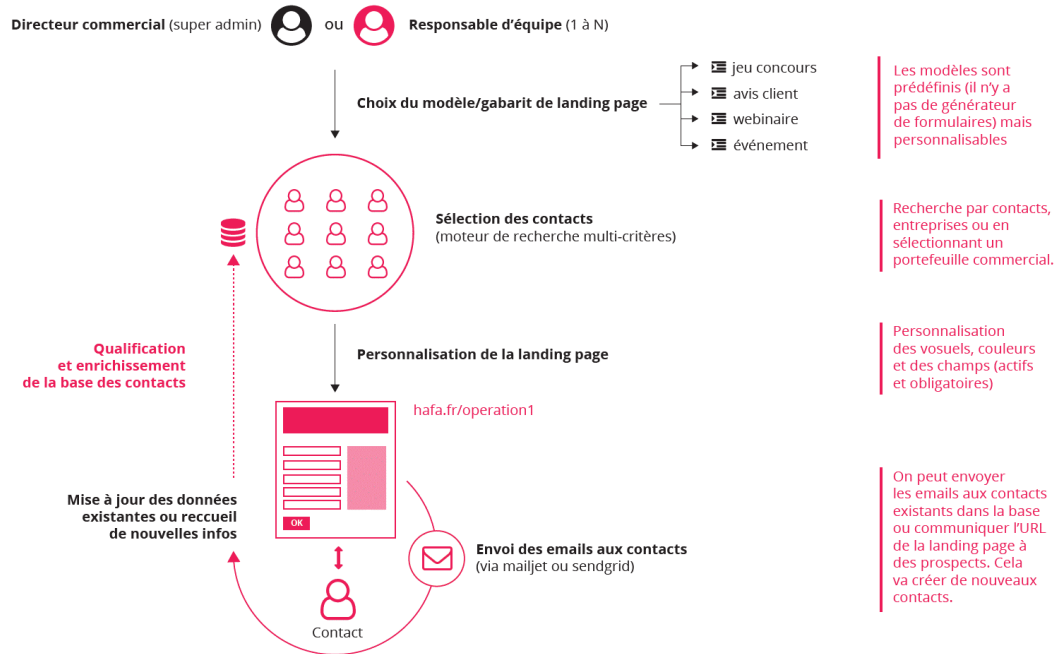 Directeur commercial (super admin) ou Responsable d'équipe (1 à N)
Choix du modèle/gabarit de landing page
jeu concours
avis client
webinaire
événement
Les modèles sont
prédéfinis (il n'y a
pas de générateur
de formulaires) mais
personnalisables
Sélection des contacts
(moteur de recherche multi-critères)
Recherche par contacts,
entreprises ou en
sélectionnant un
portefeuille commercial.
Qualification
et enrichissement
de la base des contacts
Personnalisation de la landing page
Personnalisation
des vosuels, couleurs
et des champs (actifs
et obligatoires)
hafa.fr/operation1
OK
Mise à jour des données
existantes ou reccueil
de nouvelles infos
Envoi des emails aux contacts
(via mailjet ou sendgrid)
Contact
On peut envoyer
les emails aux contacts
existants dans la base
ou communiquer l'URL
de la landing page à
des prospects. Cela
va créer de nouveaux
contacts.